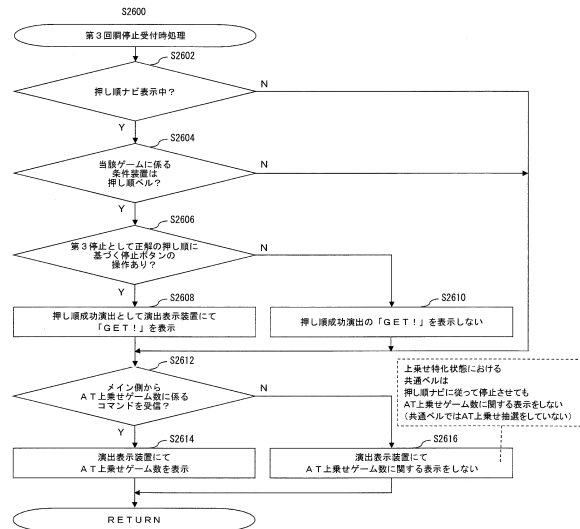 S2600
第３回胴停止受付時処理
S2602
押し順ナビ表示中？
N
Y
S2604
当該ゲームに係る
条件装置は
押し順ベル？
N
Y
S2606
第３停止として正解の押し順に
基づく停止ボタンの
操作あり？
N
Y
S2608
押し順成功演出として演出表示装置にて
「GET！」を表示
S2610
押し順成功演出の「GET！」を表示しない
S2612
メイン側から
ＡＴ上乗せゲーム数に係る
コマンドを受信？
N
Y
上乗せ特化状態における
共通ベルは
押し順ナビに従って停止させても
ＡＴ上乗せゲーム数に関する表示をしない
（共通ベルではAT上乗せ抽選をしていない）
S2614
演出表示装置にて
ＡＴ上乗せゲーム数を表示
S2616
演出表示装置にて
ＡＴ上乗せゲーム数に関する表示をしない
ＲＥＴＵＲＮ